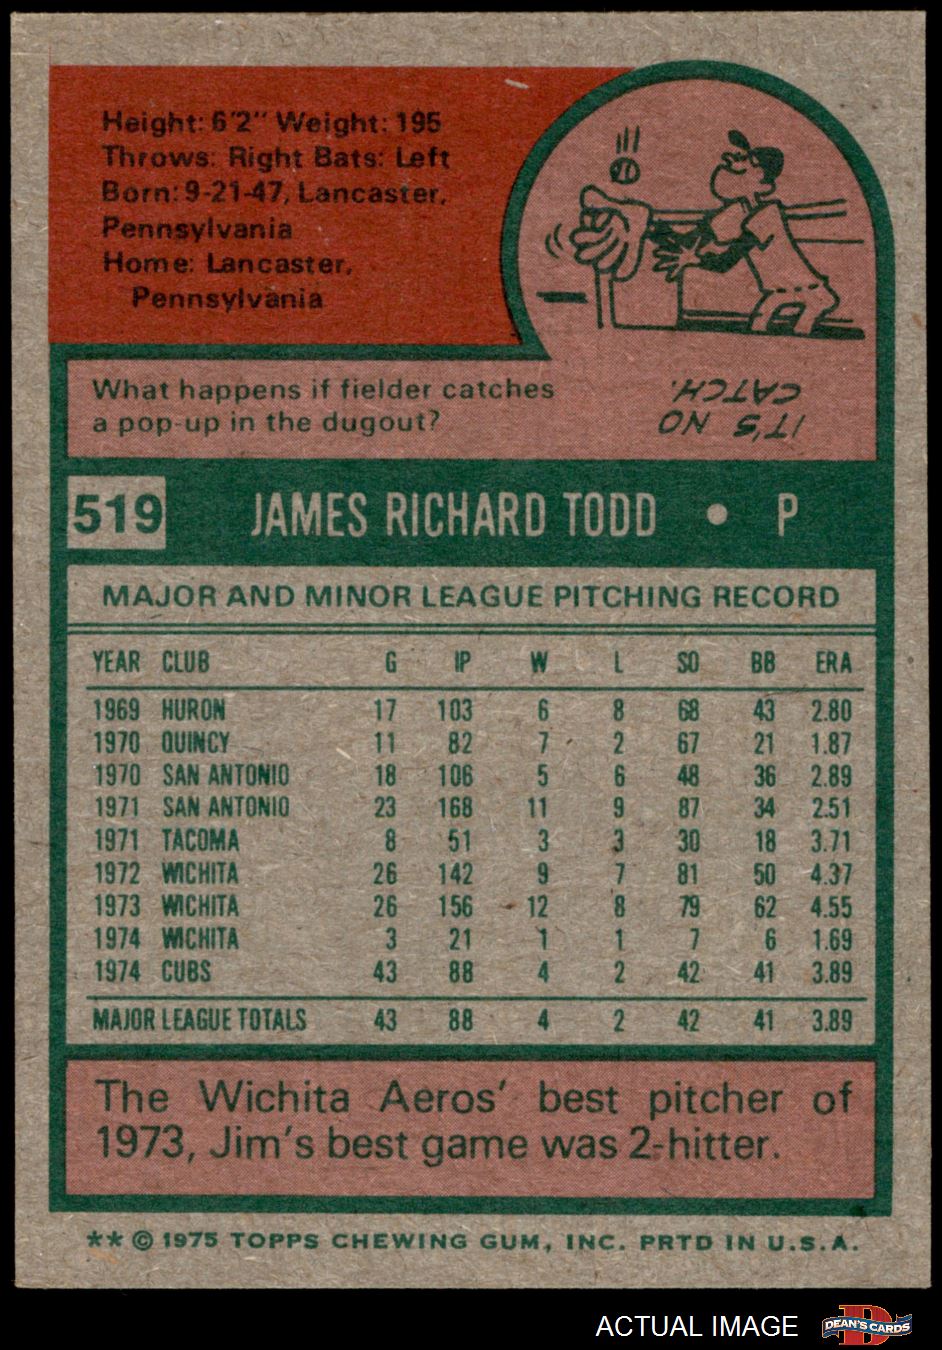 Height: 6'2" Weight: 195
Throws: Right Bats: Left
Born: 9-21-47, Lancaster,
Pennsylvania
Home: Lancaster,
Pennsylvania
What happens if fielder catches
a pop-up in the dugout?
IT'S NO
CATCH.
519 JAMES RICHARD TODD • P
MAJOR AND MINOR LEAGUE PITCHING RECORD
YEAR CLUB G IP W L SO BB ERA
1969 HURON 17 103 6 8 68 43 2.80
1970 QUINCY 11 82 7 2 67 21 1.87
1970 SAN ANTONIO 18 106 5 6 48 36 2.89
1971 SAN ANTONIO 23 168 11 9 87 34 2.51
1971 TACOMA 8 51 3 3 30 18 3.71
1972 WICHITA 26 142 9 7 81 50 4.37
1973 WICHITA 26 156 12 8 79 62 4.55
1974 WICHITA 3 21 1 1 7 6 1.69
1974 CUBS 43 88 4 2 42 41 3.89
MAJOR LEAGUE TOTALS 43 88 4 2 42 41 3.89
The Wichita Aeros' best pitcher of
1973, Jim's best game was 2-hitter.
** © 1975 TOPPS CHEWING GUM, INC. PRTD IN U.S.A.
ACTUAL IMAGE D DEAN'S CARDS